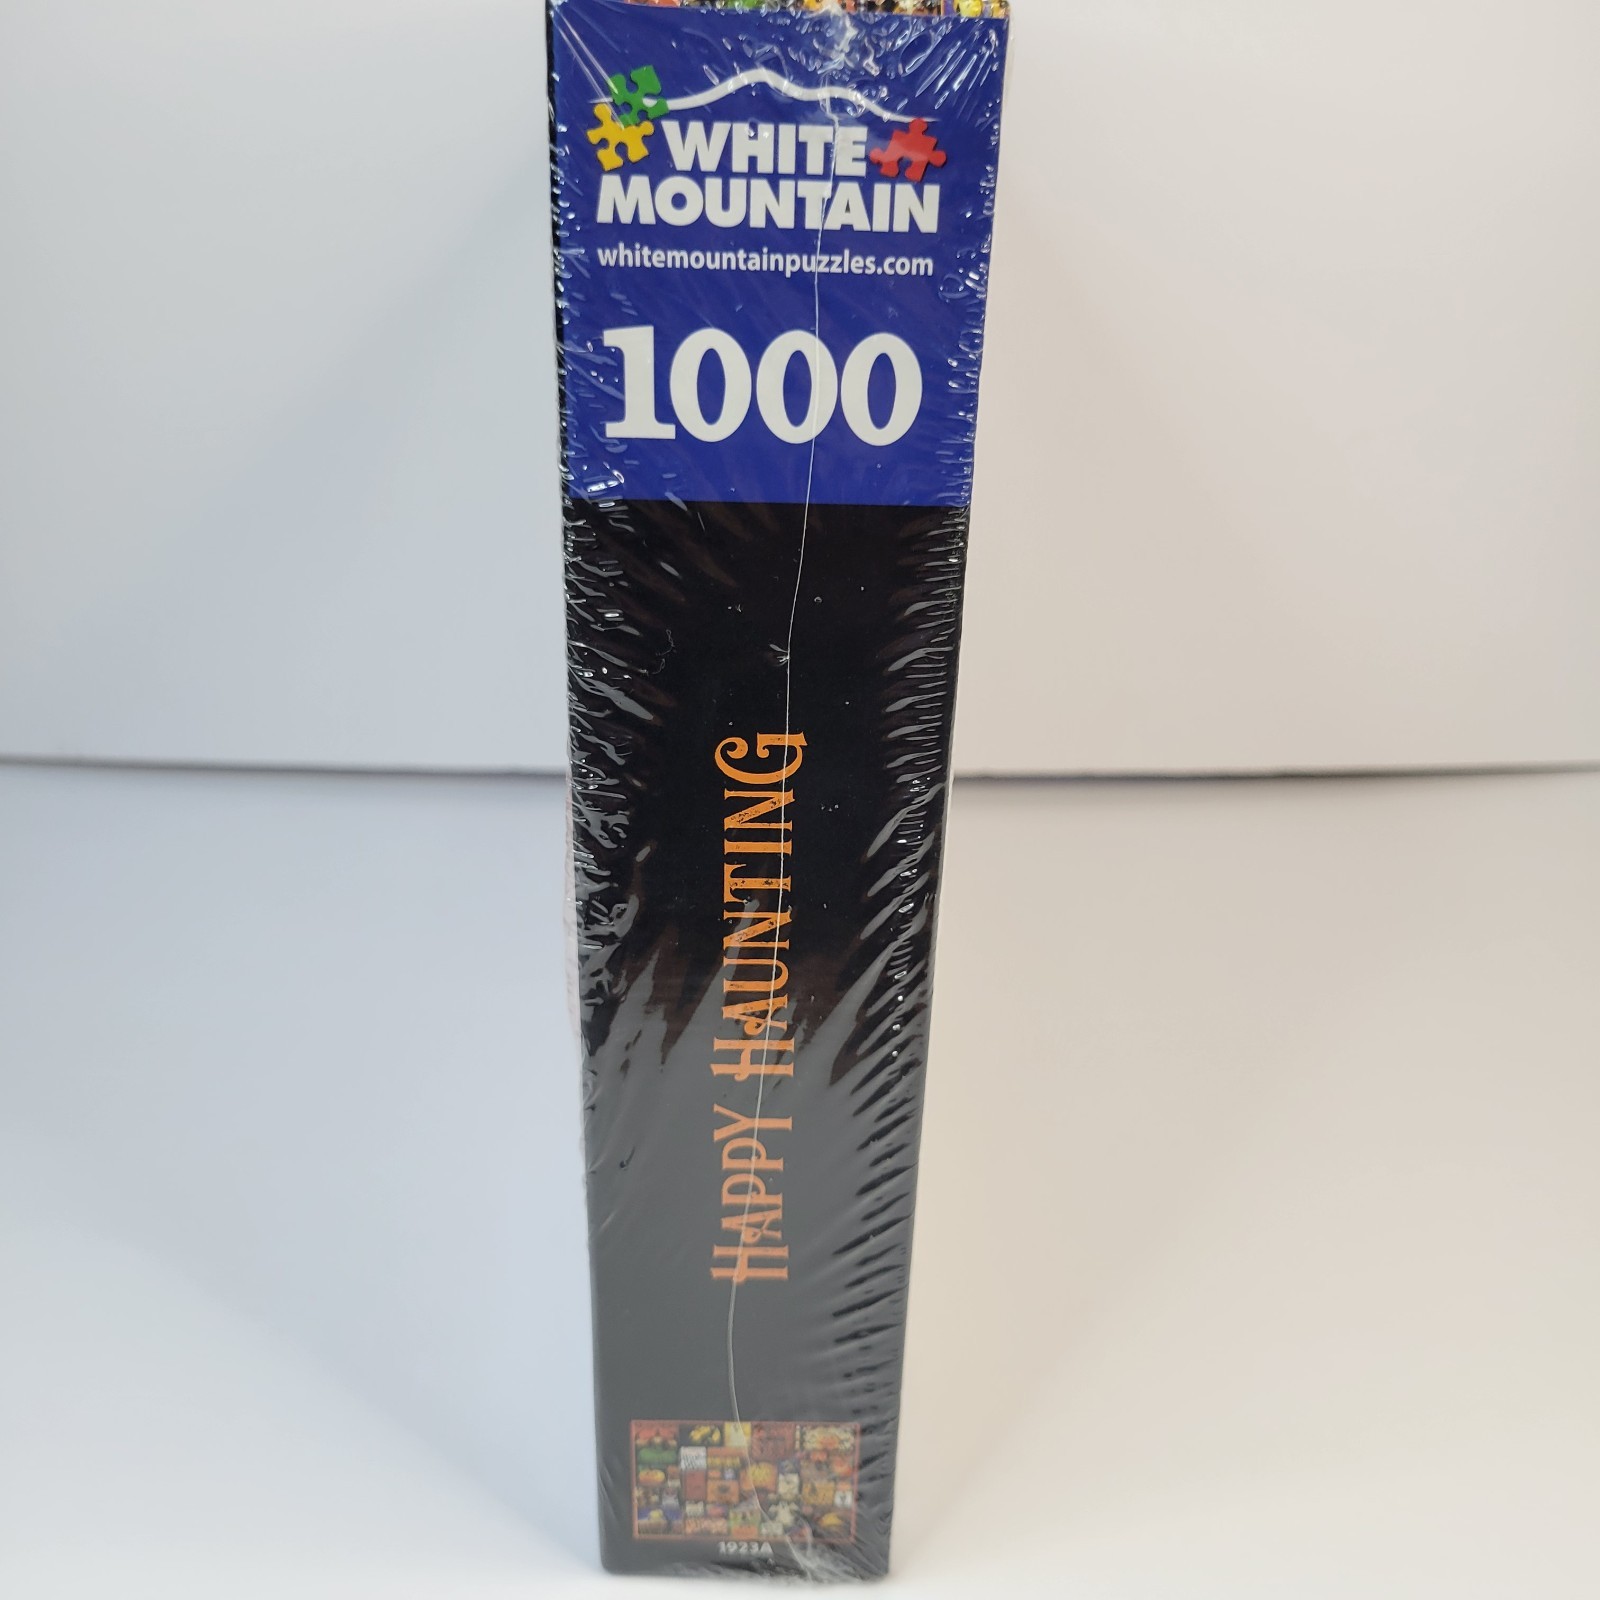 WHITE
MOUNTAIN
whitemountainpuzzles.com
1000
HAPPY HAUNTING
1923A